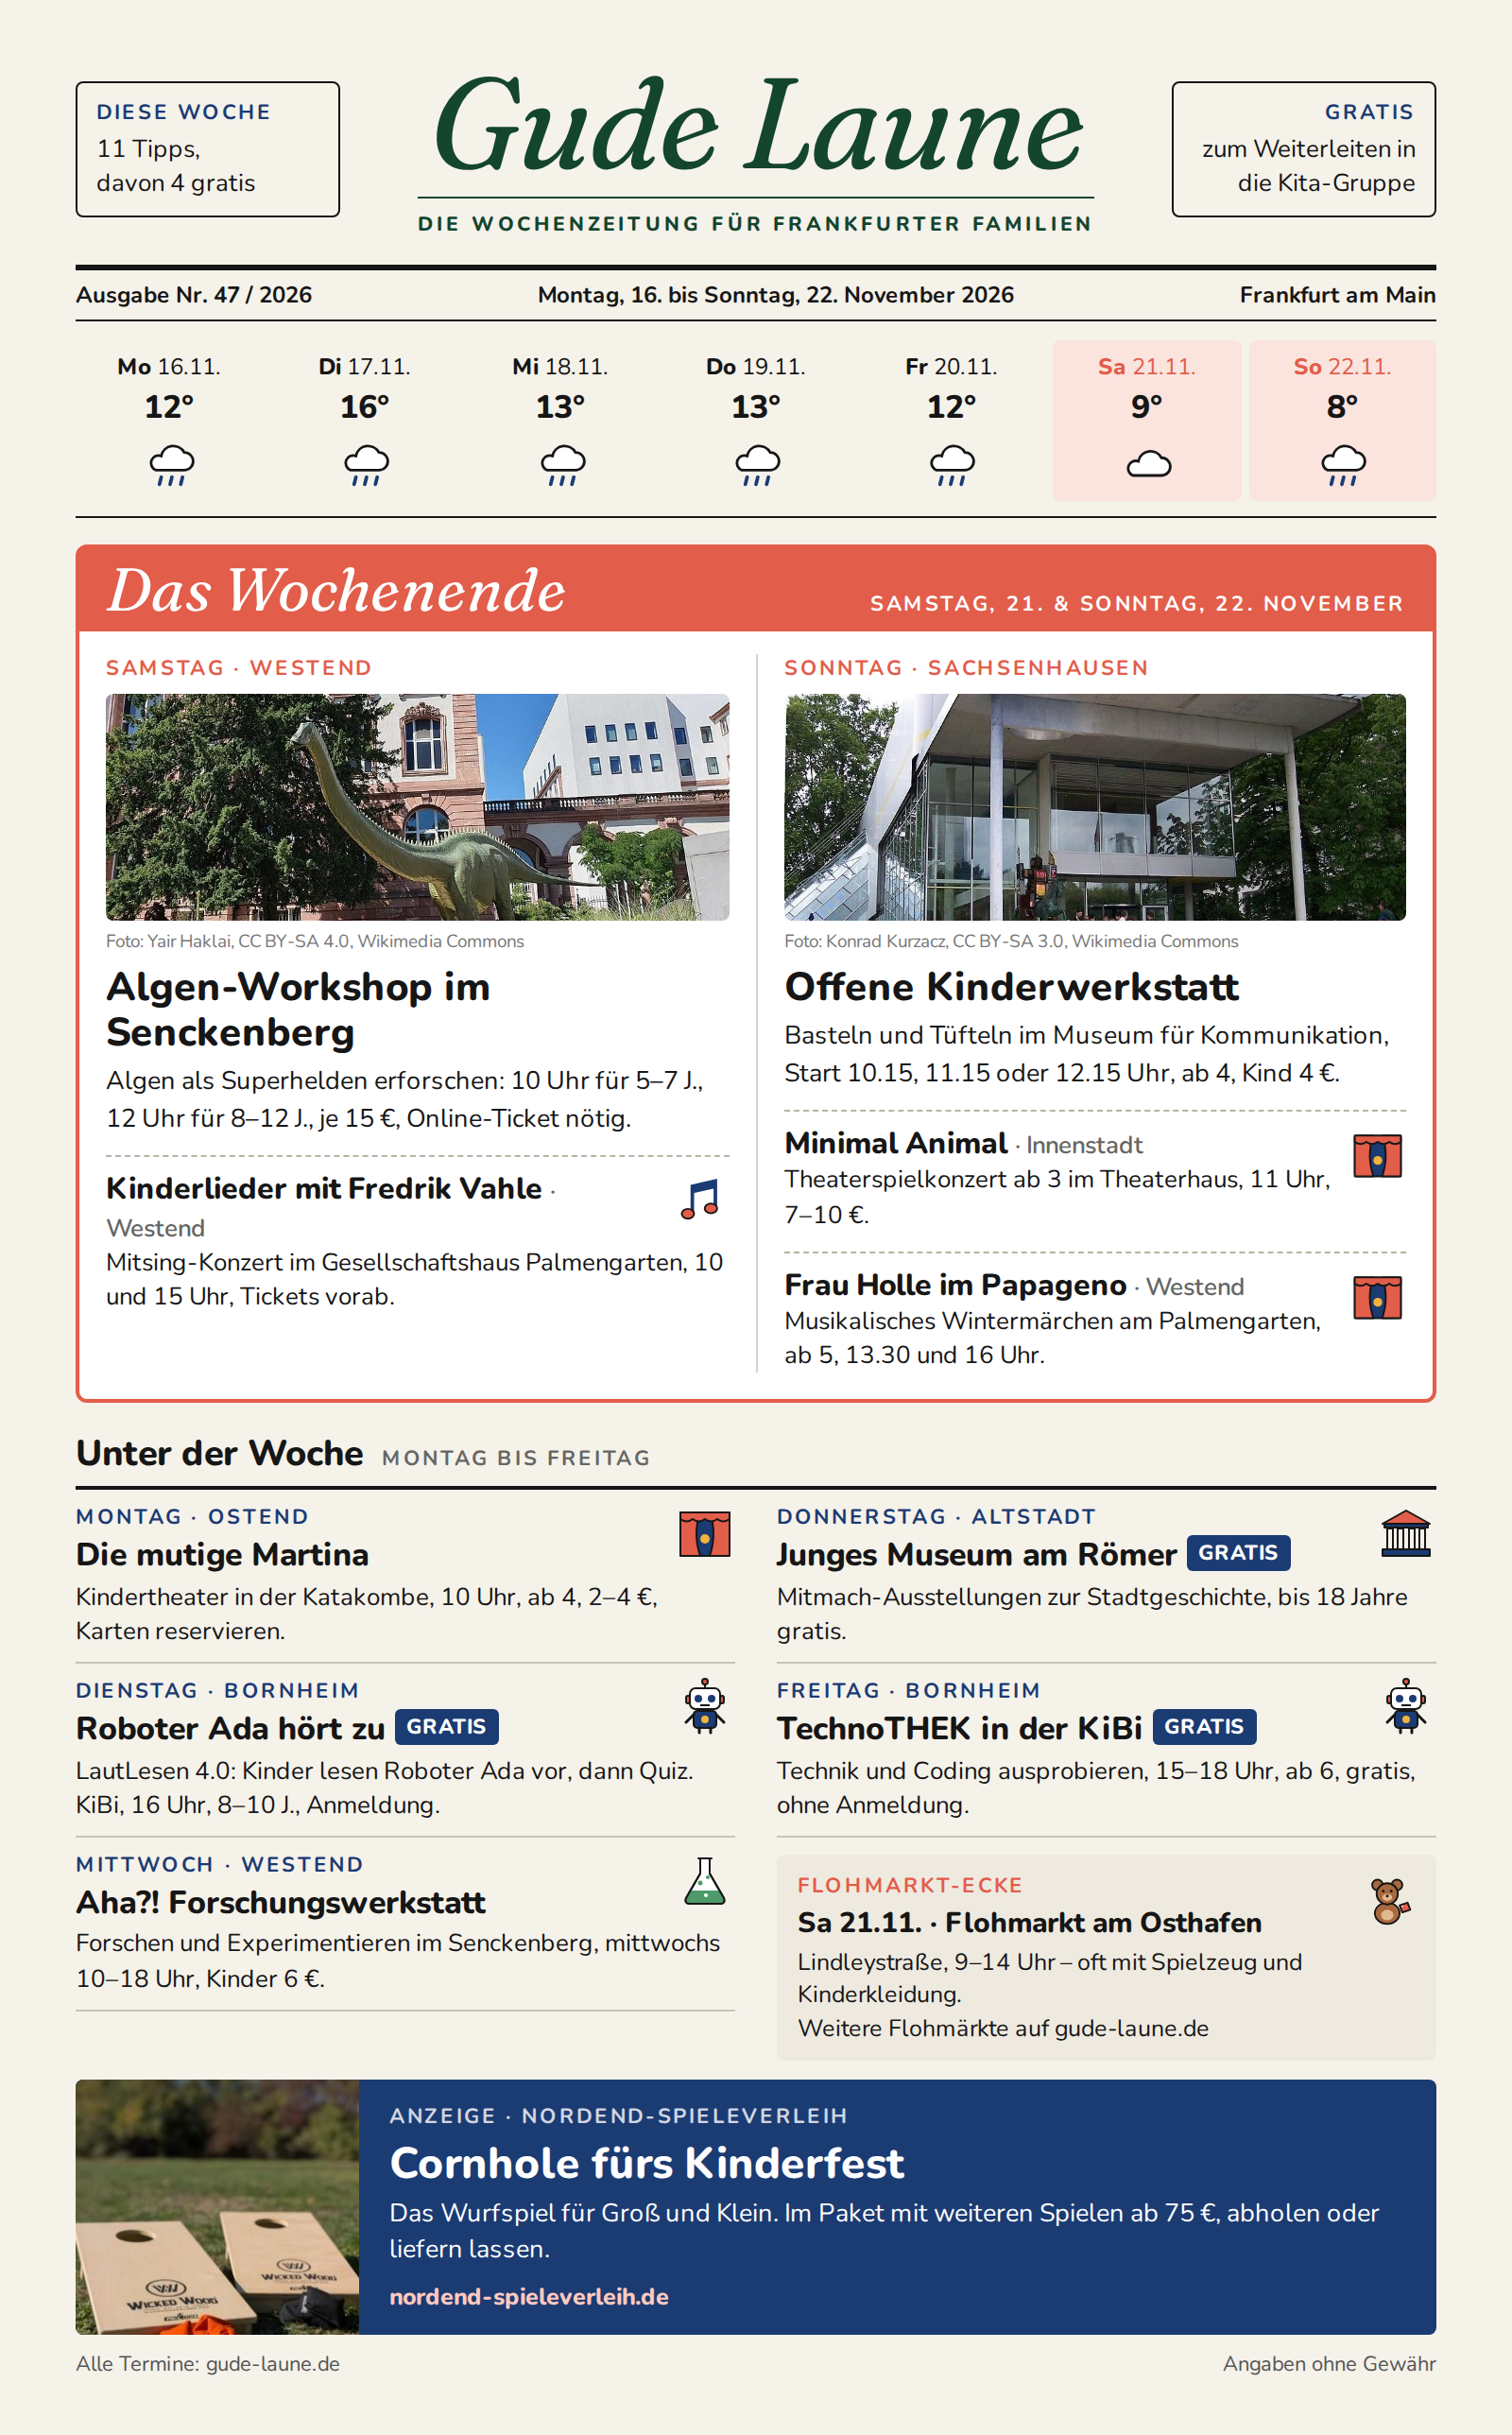 DIESE WOCHE
11 Tipps,
davon 4 gratis
Gude Laune
DIE WOCHENZEITUNG FÜR FRANKFURTER FAMILIEN
GRATIS
zum Weiterleiten in
die Kita-Gruppe
Ausgabe Nr. 47 / 2026
Montag, 16. bis Sonntag, 22. November 2026
Frankfurt am Main
Mo 16.11.
12°
Di 17.11.
16°
Mi 18.11.
13°
Do 19.11.
13°
Fr 20.11.
12°
Sa 21.11.
9°
So 22.11.
8°
Das Wochenende
SAMSTAG, 21. & SONNTAG, 22. NOVEMBER
SAMSTAG · WESTEND
Foto: Yair Haklai, CC BY-SA 4.0, Wikimedia Commons
Algen-Workshop im
Senckenberg
Algen als Superhelden erforschen: 10 Uhr für 5–7 J.,
12 Uhr für 8–12 J., je 15 €, Online-Ticket nötig.
Kinderlieder mit Fredrik Vahle ·
Westend
Mitsing-Konzert im Gesellschaftshaus Palmengarten, 10
und 15 Uhr, Tickets vorab.
SONNTAG · SACHSENHAUSEN
Foto: Konrad Kurzacz, CC BY-SA 3.0, Wikimedia Commons
Offene Kinderwerkstatt
Basteln und Tüfteln im Museum für Kommunikation,
Start 10.15, 11.15 oder 12.15 Uhr, ab 4, Kind 4 €.
Minimal Animal · Innenstadt
Theaterspielkonzert ab 3 im Theaterhaus, 11 Uhr,
7–10 €.
Frau Holle im Papageno · Westend
Musikalisches Wintermärchen am Palmengarten,
ab 5, 13.30 und 16 Uhr.
Unter der Woche MONTAG BIS FREITAG
MONTAG · OSTEND
Die mutige Martina
Kindertheater in der Katakombe, 10 Uhr, ab 4, 2–4 €,
Karten reservieren.
DIENSTAG · BORNHEIM
Roboter Ada hört zu GRATIS
LautLesen 4.0: Kinder lesen Roboter Ada vor, dann Quiz.
KiBi, 16 Uhr, 8–10 J., Anmeldung.
MITTWOCH · WESTEND
Aha?! Forschungswerkstatt
Forschen und Experimentieren im Senckenberg, mittwochs
10–18 Uhr, Kinder 6 €.
DONNERSTAG · ALTSTADT
Junges Museum am Römer GRATIS
Mitmach-Ausstellungen zur Stadtgeschichte, bis 18 Jahre
gratis.
FREITAG · BORNHEIM
TechnoTHEK in der KiBi GRATIS
Technik und Coding ausprobieren, 15–18 Uhr, ab 6, gratis,
ohne Anmeldung.
FLOHMARKT-ECKE
Sa 21.11. · Flohmarkt am Osthafen
Lindleystraße, 9–14 Uhr – oft mit Spielzeug und
Kinderkleidung.
Weitere Flohmärkte auf gude-laune.de
WICKED WOOD
WICKED WOOD
ANZEIGE · NORDEND-SPIELEVERLEIH
Cornhole fürs Kinderfest
Das Wurfspiel für Groß und Klein. Im Paket mit weiteren Spielen ab 75 €, abholen oder
liefern lassen.
nordend-spieleverleih.de
Alle Termine: gude-laune.de
Angaben ohne Gewähr